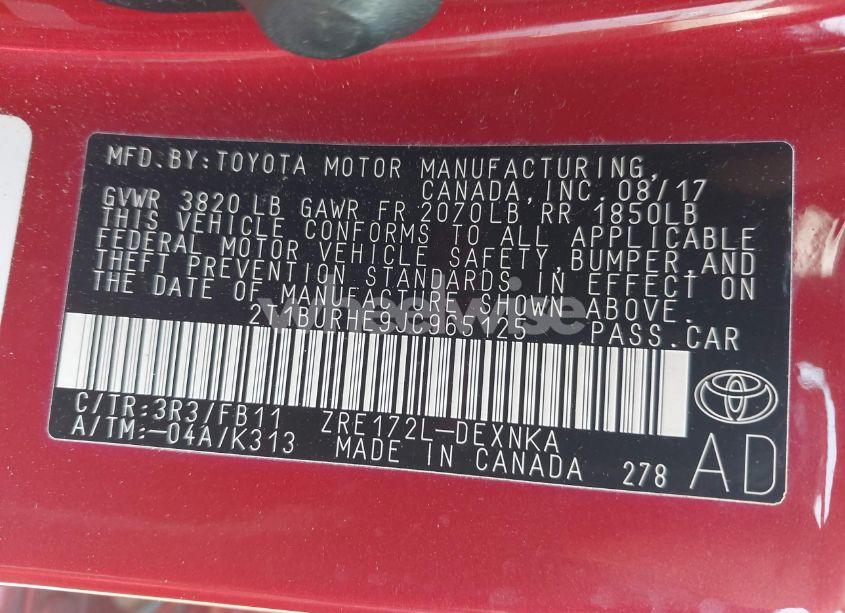 MFD.BY:TOYOTA MOTOR MANUFACTURING,
CANADA, INC. 08/17
GVWR 3820 LB GAWR FR 2070LB RR 1850LB
THIS VEHICLE CONFORMS TO ALL APPLICABLE
FEDERAL MOTOR VEHICLE SAFETY, BUMPER, AND
THEFT PREVENTION STANDARDS IN EFFECT ON
THE DATE OF MANUFACTURE SHOWN ABOVE.
PASS.CAR
wheelwise
C/TR:3R3/FB11 ZRE172L-DEXNKA
A/TM:-04A/K313 MADE IN CANADA 278 AD